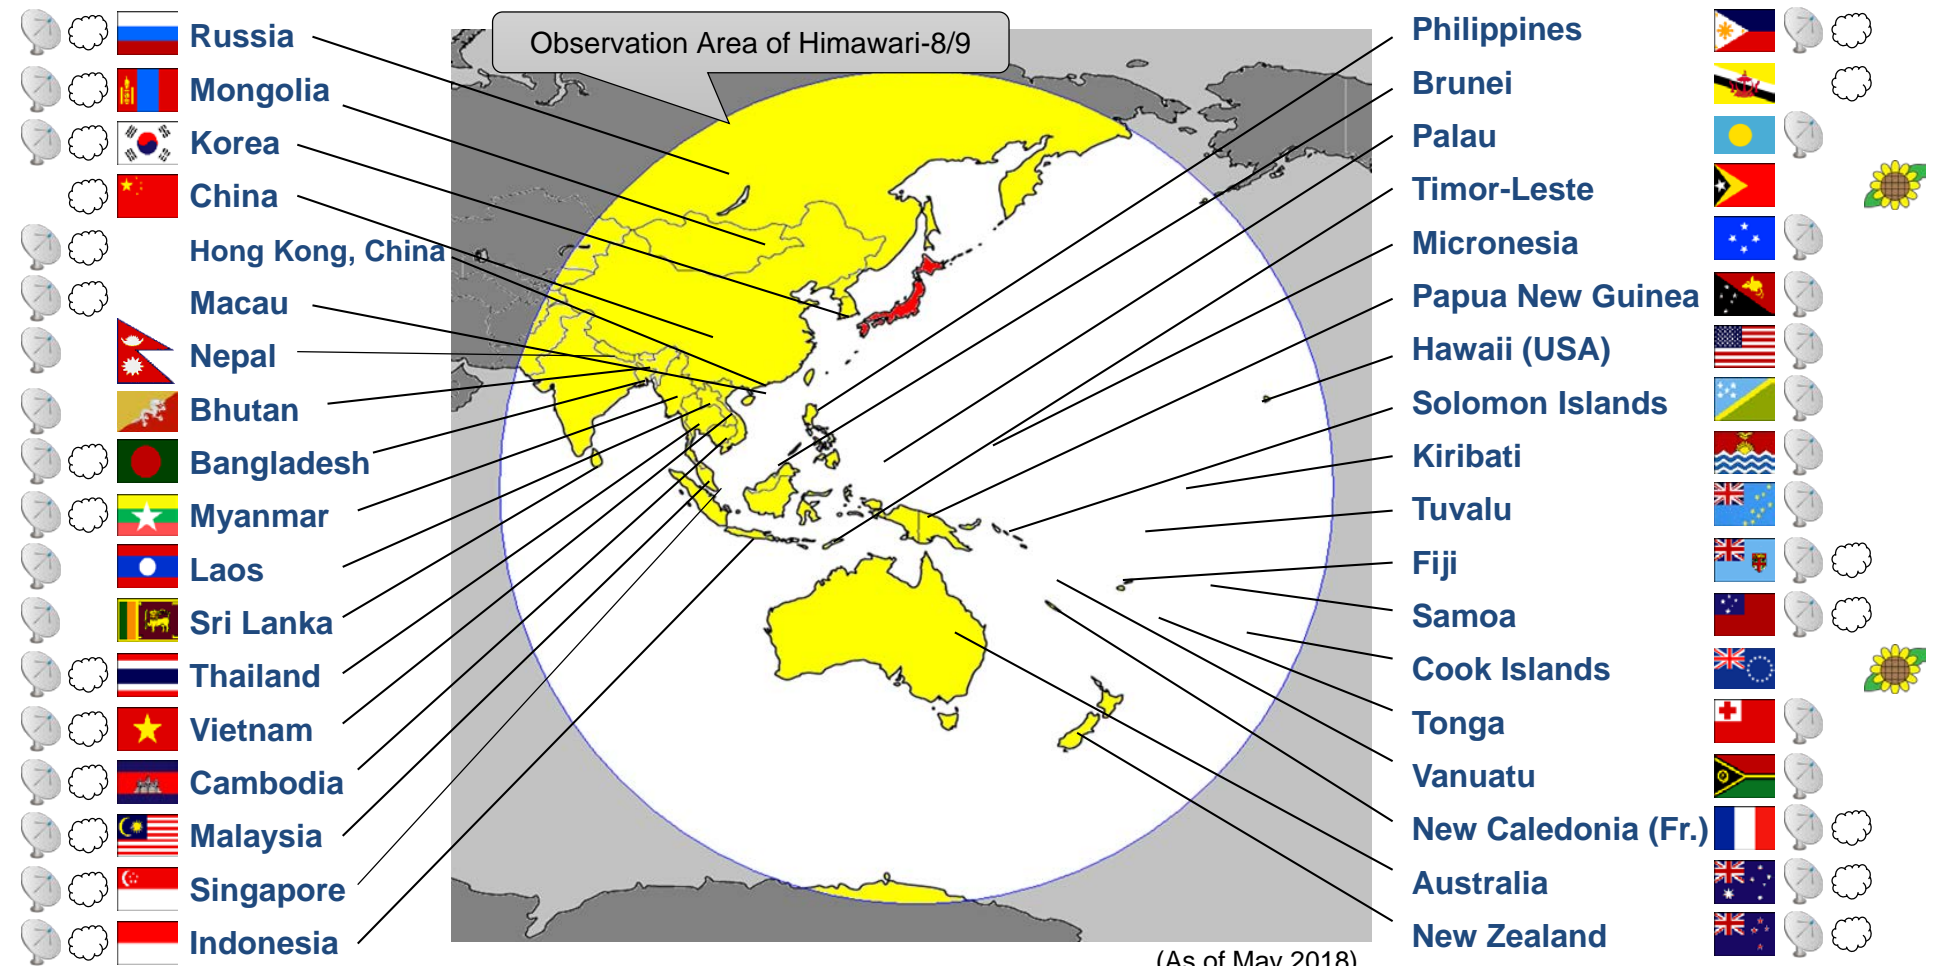 Observation Area of Himawari-8/9
Russia
Mongolia
Korea
China
Hong Kong, China
Macau
Nepal
Bhutan
Bangladesh
Myanmar
Laos
Sri Lanka
Thailand
Vietnam
Cambodia
Malaysia
Singapore
Indonesia
Philippines
Brunei
Palau
Timor-Leste
Micronesia
Papua New Guinea
Hawaii (USA)
Solomon Islands
Kiribati
Tuvalu
Fiji
Samoa
Cook Islands
Tonga
Vanuatu
New Caledonia (Fr.)
Australia
New Zealand
(As of May 2018)